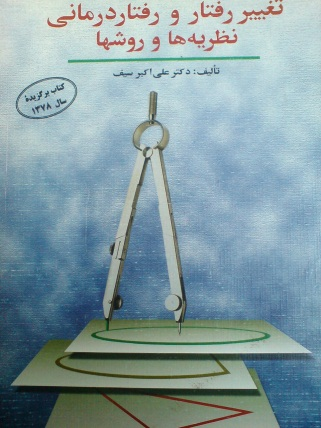 تغییر رفتار و رفتاردرمانی
نظریه‌ها و روشها
تألیف: دکتر علی اکبر سیف
کتاب برگزیدهٔ
سال ۱۳۷۸